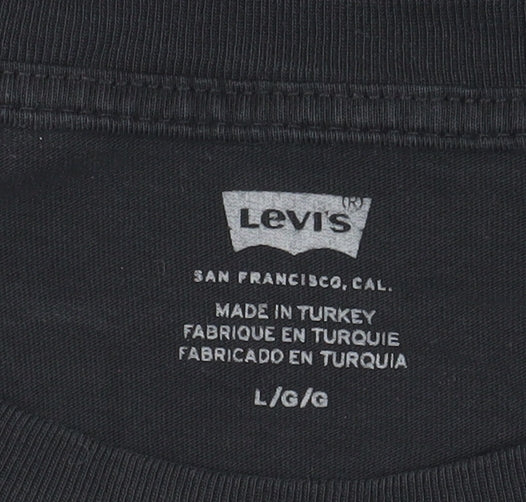 Levi's (R)
SAN FRANCISCO, CAL.
MADE IN TURKEY
FABRIQUE EN TURQUIE
FABRICADO EN TURQUIA
L/G/G